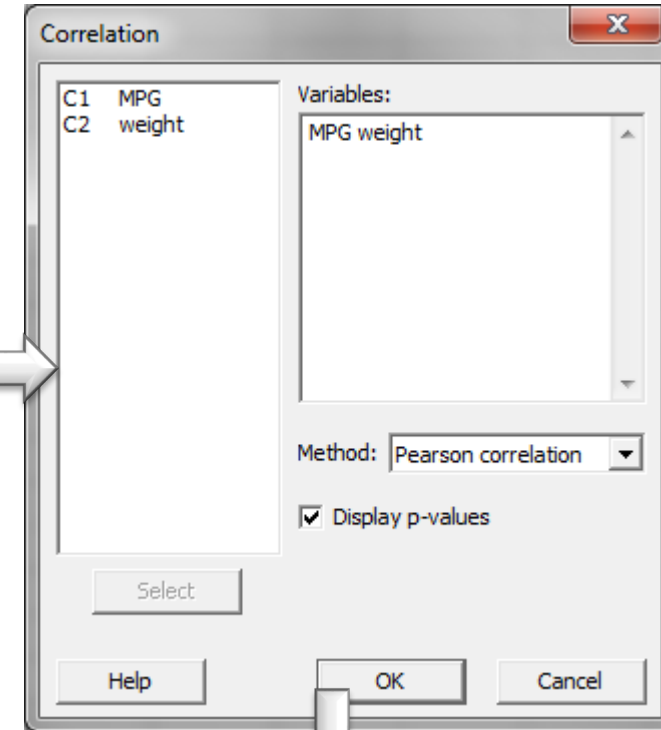 Correlation
C1 MPG
C2 weight
Variables:
MPG weight
Method: Pearson correlation
Display p-values
Select
Help
OK
Cancel